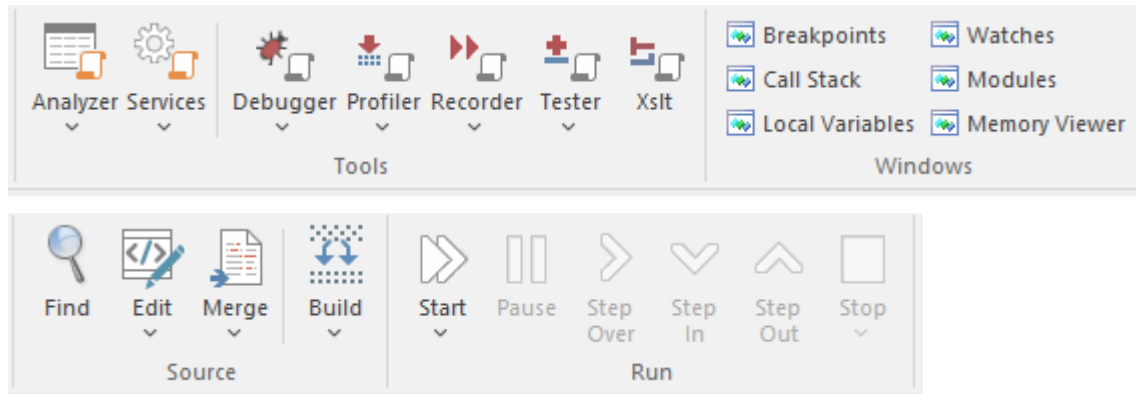 Breakpoints Watches
Call Stack Modules
Analyzer Services Debugger Profiler Recorder Tester Xslt
Local Variables Memory Viewer
Tools Windows
Find Edit Merge Build Start Pause Step Step Step Stop
Over In Out
Source Run